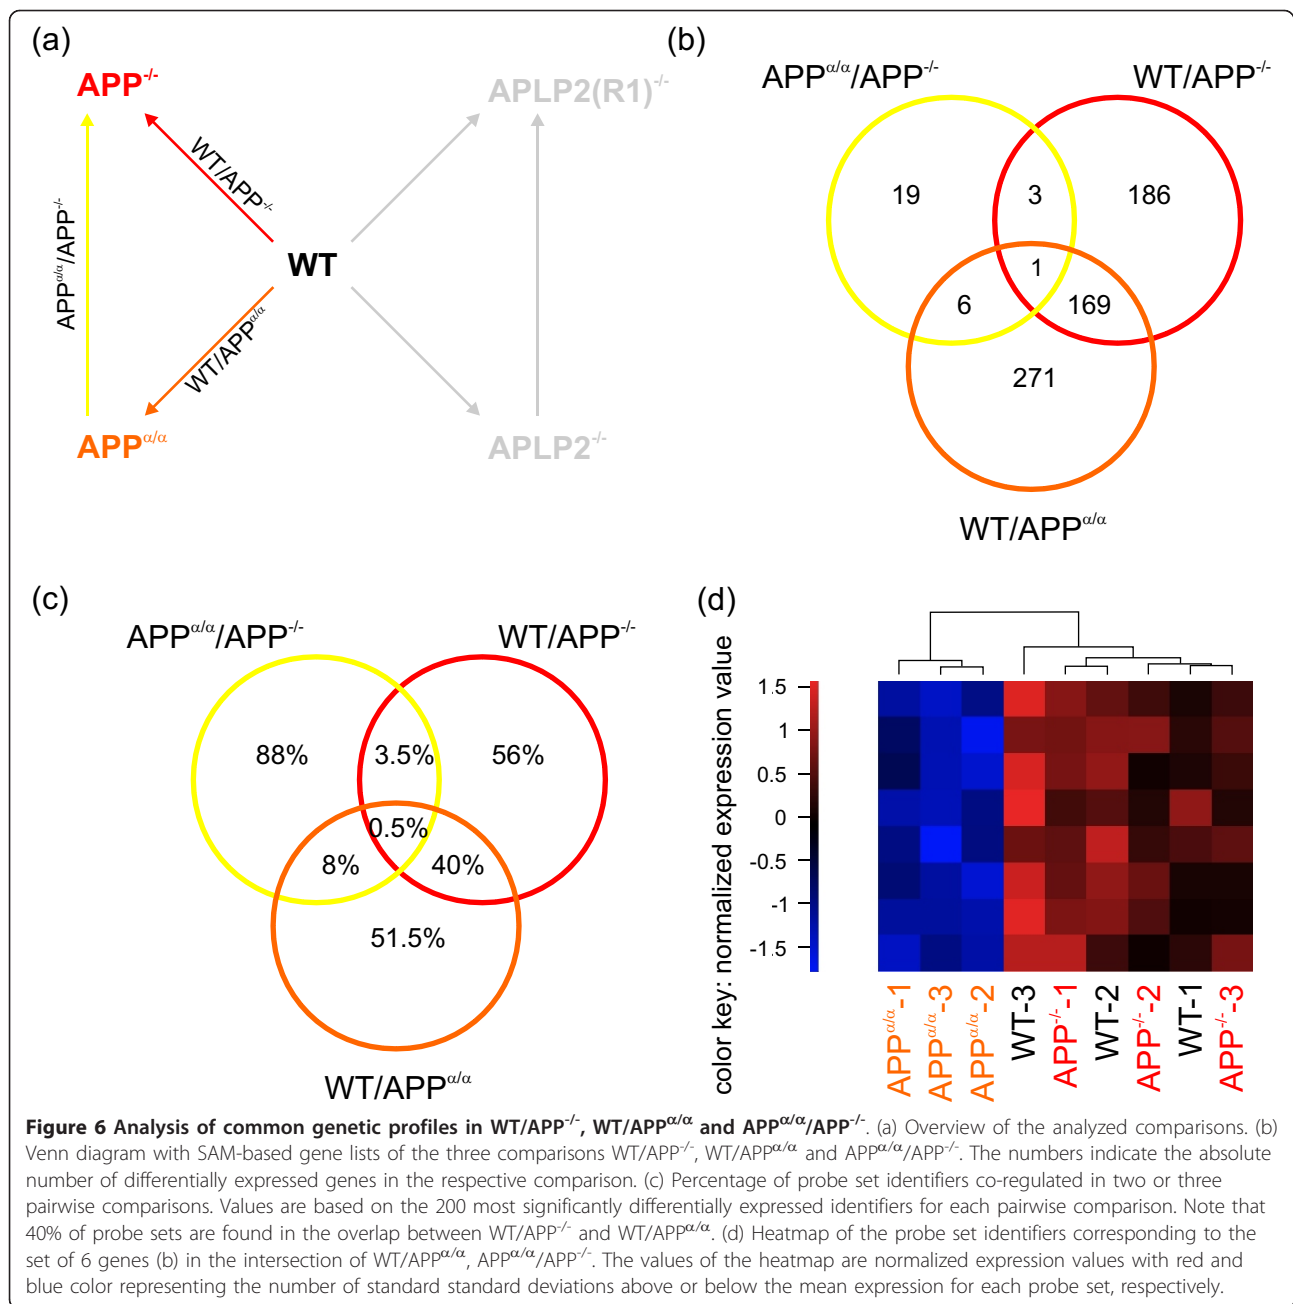 (a)
APP-/-
APLP2(R1)-/-
WT/APP-/-
APPα/α/APP-/-
WT
WT/APPα/α
APPα/α
APLP2-/-
(b)
APPα/α/APP-/-
WT/APP-/-
19
3
186
1
6
169
271
WT/APPα/α
(c)
APPα/α/APP-/-
WT/APP-/-
88%
3.5%
56%
0.5%
8%
40%
51.5%
WT/APPα/α
(d)
color key: normalized expression value
1.5
1
0.5
0
-0.5
-1
-1.5
APPα/α-1
APPα/α-3
APPα/α-2
WT-3
APP-/-1
WT-2
APP-/-2
WT-1
APP-/-3
Figure 6 Analysis of common genetic profiles in WT/APP-/-, WT/APPα/α and APPα/α/APP-/-. (a) Overview of the analyzed comparisons. (b)
Venn diagram with SAM-based gene lists of the three comparisons WT/APP-/-, WT/APPα/α and APPα/α/APP-/-. The numbers indicate the absolute
number of differentially expressed genes in the respective comparison. (c) Percentage of probe set identifiers co-regulated in two or three
pairwise comparisons. Values are based on the 200 most significantly differentially expressed identifiers for each pairwise comparison. Note that
40% of probe sets are found in the overlap between WT/APP-/- and WT/APPα/α. (d) Heatmap of the probe set identifiers corresponding to the
set of 6 genes (b) in the intersection of WT/APPα/α, APPα/α/APP-/-. The values of the heatmap are normalized expression values with red and
blue color representing the number of standard standard deviations above or below the mean expression for each probe set, respectively.